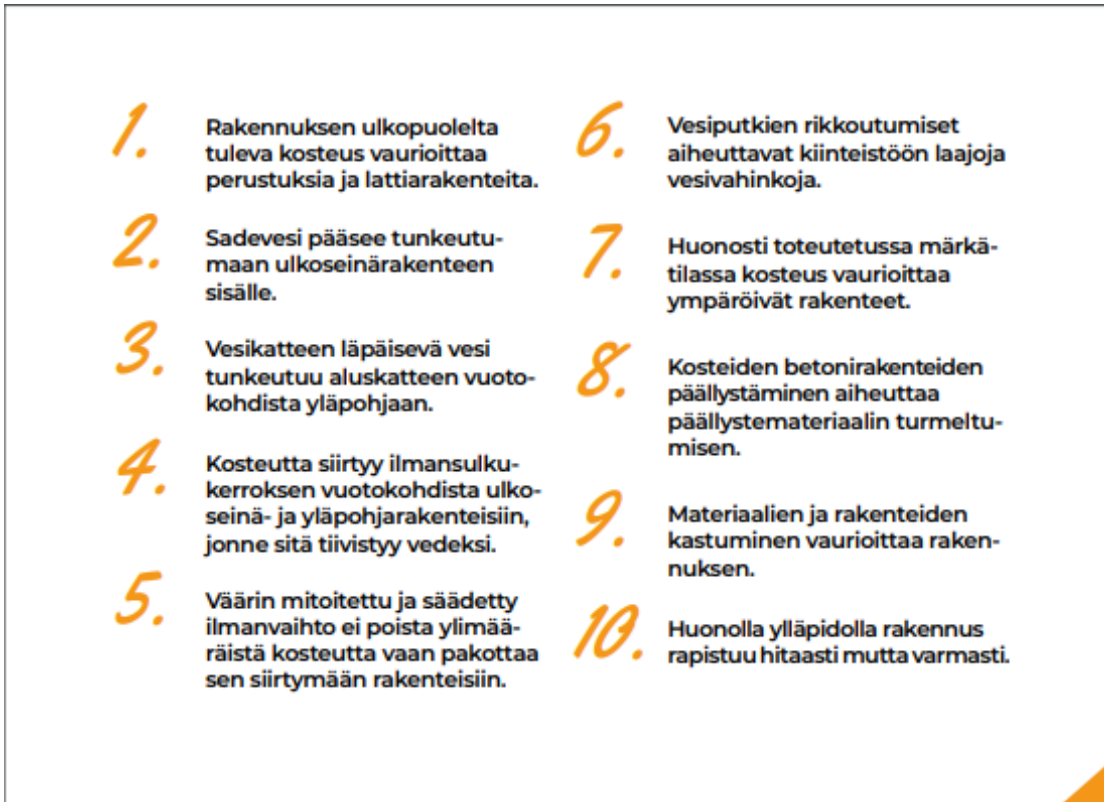 1.
Rakennuksen ulkopuolelta
tuleva kosteus vaurioittaa
perustuksia ja lattiarakenteita.
2.
Sadevesi pääsee tunkeutu-
maan ulkoseinärakenteen
sisälle.
3.
Vesikatteen läpäisevä vesi
tunkeutuu aluskatteen vuoto-
kohdista yläpohjaan.
4.
Kosteutta siirtyy ilmansulku-
kerroksen vuotokohdista ulko-
seinä- ja yläpohjarakenteisiin,
jonne sitä tiivistyy vedeksi.
5.
Väärin mitoitettu ja säädetty
ilmanvaihto ei poista ylimää-
räistä kosteutta vaan pakottaa
sen siirtymään rakenteisiin.
6.
Vesiputkien rikkoutumiset
aiheuttavat kiinteistöön laajoja
vesivahinkoja.
7.
Huonosti toteutetussa märkä-
tilassa kosteus vaurioittaa
ympäröivät rakenteet.
8.
Kosteiden betonirakenteiden
päällystäminen aiheuttaa
päällystemateriaalin turmeltu-
misen.
9.
Materiaalien ja rakenteiden
kastuminen vaurioittaa raken-
nuksen.
10.
Huonolla ylläpidolla rakennus
rapistuu hitaasti mutta varmasti.